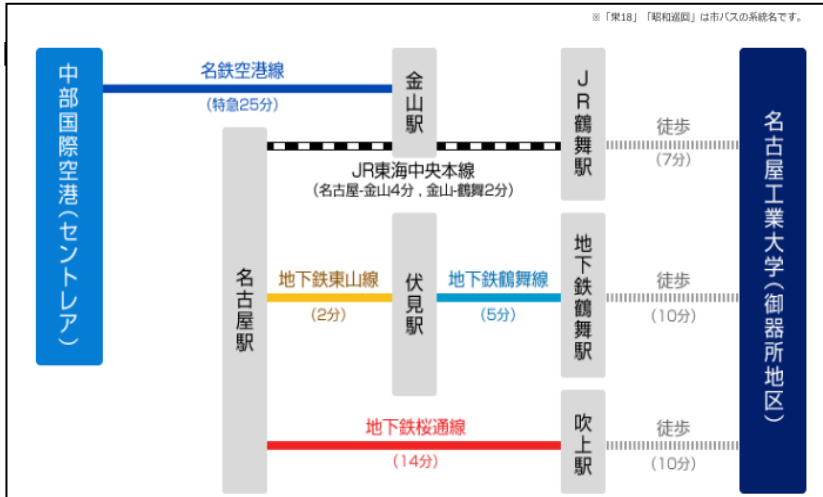 ※「栄18」「昭和巡回」は市バスの系統名です。
中部国際空港(セントレア)
名鉄空港線
(特急25分)
金山駅
JR鶴舞駅
徒歩
(7分)
名古屋工業大学(御器所地区)
JR東海中央本線
(名古屋-金山4分 , 金山-鶴舞2分)
名古屋駅
地下鉄東山線
(2分)
伏見駅
地下鉄鶴舞線
(5分)
地下鉄鶴舞駅
徒歩
(10分)
地下鉄桜通線
(14分)
吹上駅
徒歩
(10分)